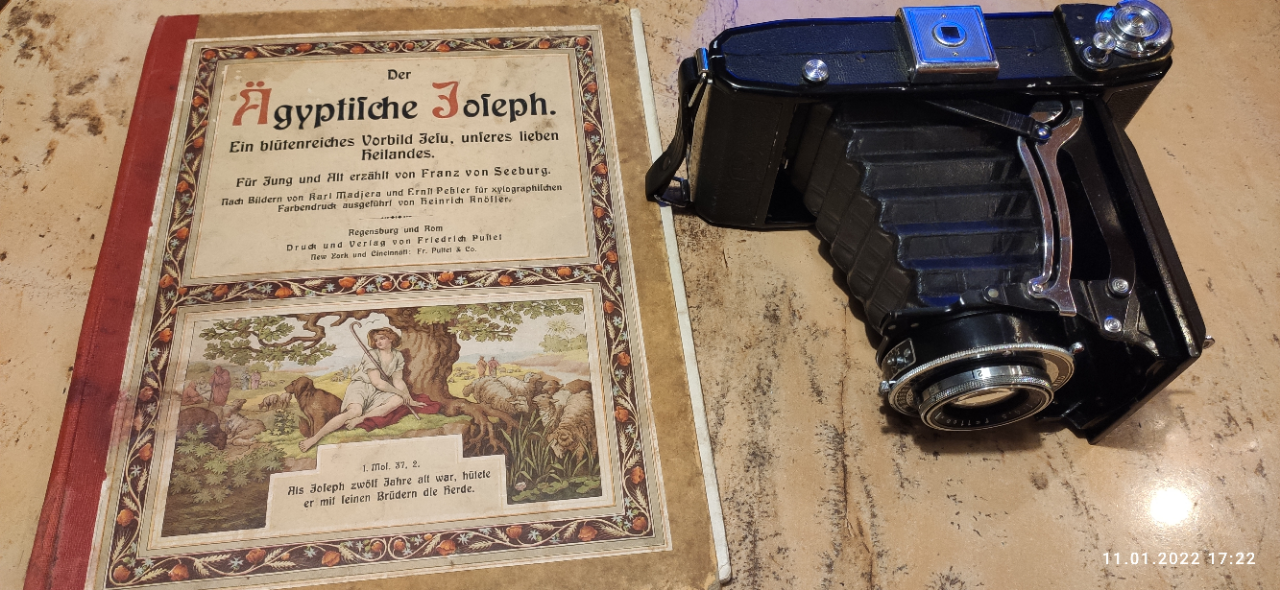 Der
Ägyptiſche Joſeph.
Ein blütenreiches Vorbild Jeſu, unſeres lieben
Heilandes.
Für Jung und Alt erzählt von Franz von Seeburg.
Nach Bildern von Karl Madjera und Ernſt Peßler für xylographiſchen
Farbendruck ausgeführt von Heinrich Knöfler.
Regensburg und Rom
Druck und Verlag von Friedrich Puſtet
New York und Cincinnati: Fr. Puſtet & Co.
1. Moſ. 37, 2.
Als Joſeph zwölf Jahre alt war, hütete
er mit ſeinen Brüdern die Herde.
11.01.2022 17:22